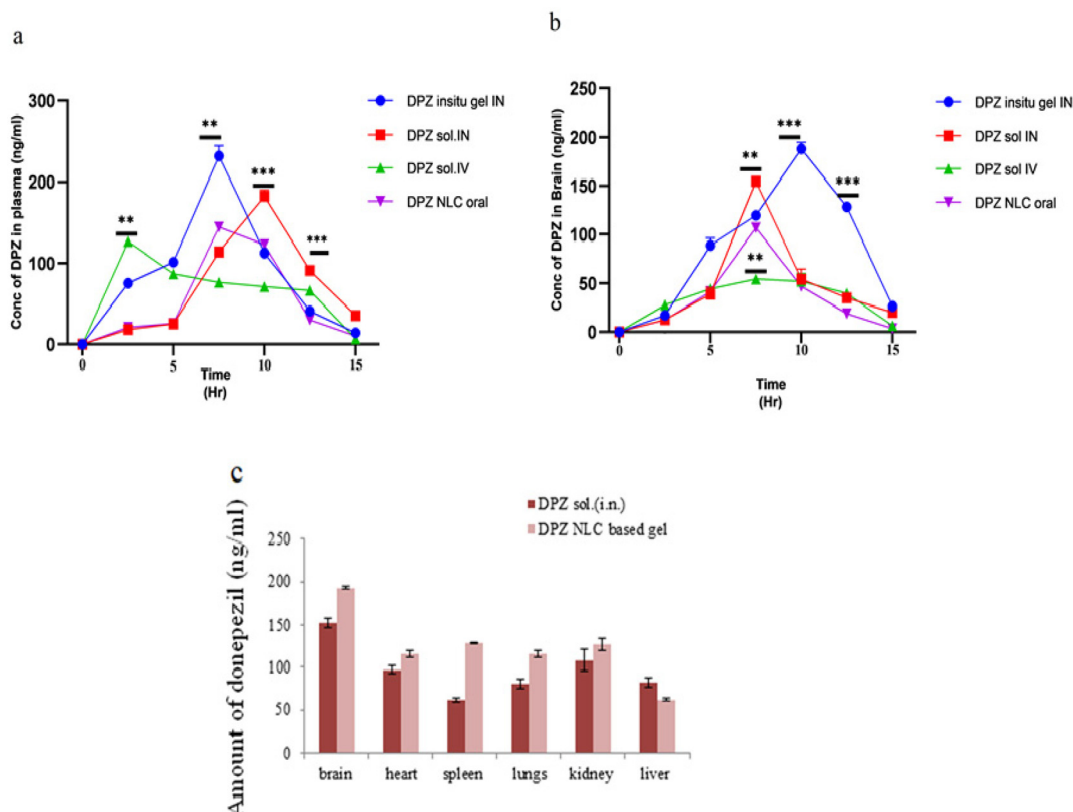 a
300
200
100
0
Conc of DPZ in plasma (ng/ml)
**
**
***
***
0
5
10
15
Time
(Hr)
DPZ insitu gel IN
DPZ sol.IN
DPZ sol.IV
DPZ NLC oral
b
250
200
100
50
0
Conc of DPZ in Brain (ng/ml)
***
**
***
**
0
5
10
15
Time
(Hr)
DPZ insitu gel IN
DPZ sol IN
DPZ sol IV
DPZ NLC oral
c
DPZ sol.(i.n.)
DPZ NLC based gel
Amount of donepezil (ng/ml)
250
200
150
100
50
0
brain heart spleen lungs kidney liver